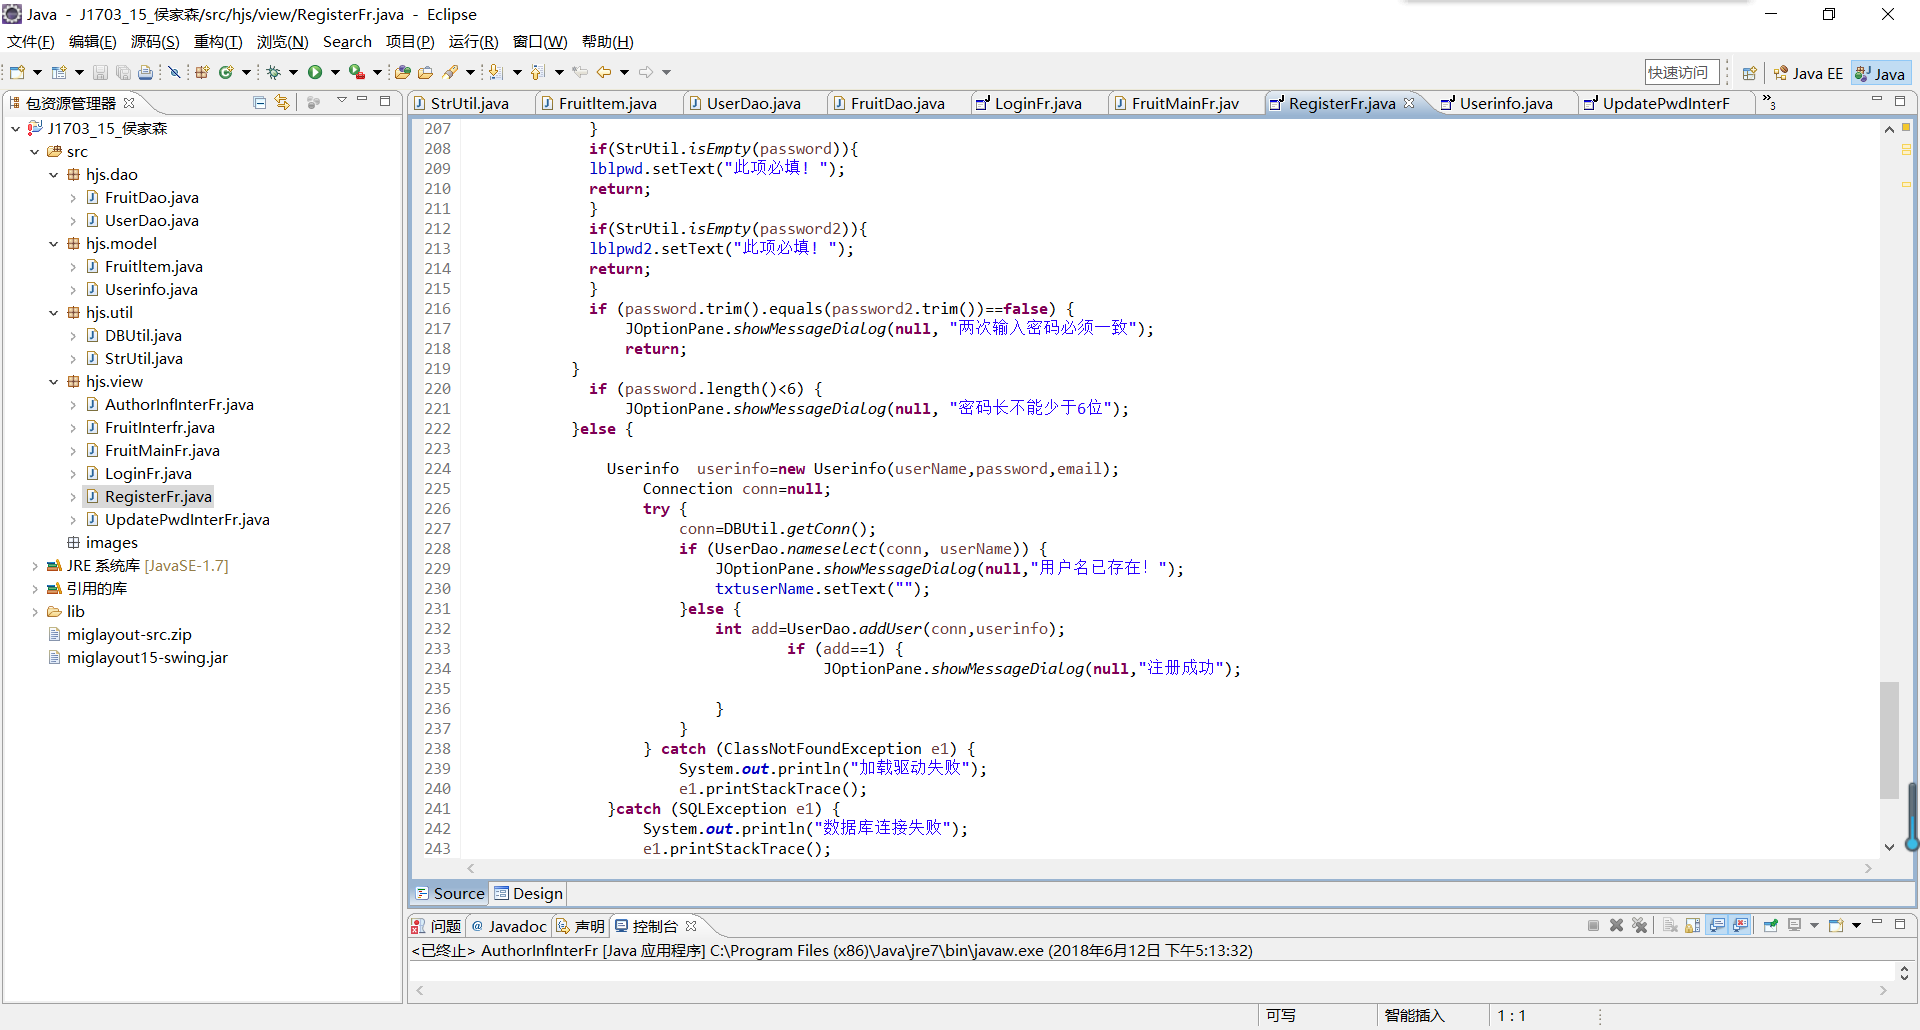 Java - J1703_15_侯家森/src/hjs/view/RegisterFr.java - Eclipse
文件(F) 编辑(E) 源码(S) 重构(T) 浏览(N) Search 项目(P) 运行(R) 窗口(W) 帮助(H)
快速访问 Java EE Java
包资源管理器
J1703_15_侯家森
src
hjs.dao
FruitDao.java
UserDao.java
hjs.model
FruitItem.java
Userinfo.java
hjs.util
DBUtil.java
StrUtil.java
hjs.view
AuthorInfInterFr.java
FruitInterfr.java
FruitMainFr.java
LoginFr.java
RegisterFr.java
UpdatePwdInterFr.java
images
JRE 系统库 [JavaSE-1.7]
引用的库
lib
miglayout-src.zip
miglayout15-swing.jar
StrUtil.java FruitItem.java UserDao.java FruitDao.java LoginFr.java FruitMainFr.jav RegisterFr.java Userinfo.java UpdatePwdInterF »3
207 }
208 if(StrUtil.isEmpty(password)){
209 lblpwd.setText("此项必填！");
210 return;
211 }
212 if(StrUtil.isEmpty(password2)){
213 lblpwd2.setText("此项必填！");
214 return;
215 }
216 if (password.trim().equals(password2.trim())==false) {
217 JOptionPane.showMessageDialog(null, "两次输入密码必须一致");
218 return;
219 }
220 if (password.length()<6) {
221 JOptionPane.showMessageDialog(null, "密码长不能少于6位");
222 }else {
223
224 Userinfo userinfo=new Userinfo(userName,password,email);
225 Connection conn=null;
226 try {
227 conn=DBUtil.getConn();
228 if (UserDao.nameselect(conn, userName)) {
229 JOptionPane.showMessageDialog(null,"用户名已存在！");
230 txtuserName.setText("");
231 }else {
232 int add=UserDao.addUser(conn,userinfo);
233 if (add==1) {
234 JOptionPane.showMessageDialog(null,"注册成功");
235
236 }
237 }
238 } catch (ClassNotFoundException e1) {
239 System.out.println("加载驱动失败");
240 e1.printStackTrace();
241 }catch (SQLException e1) {
242 System.out.println("数据库连接失败");
243 e1.printStackTrace();
Source Design
问题 @ Javadoc 声明 控制台
<已终止> AuthorInfInterFr [Java 应用程序] C:\Program Files (x86)\Java\jre7\bin\javaw.exe (2018年6月12日 下午5:13:32)
可写 智能插入 1 : 1